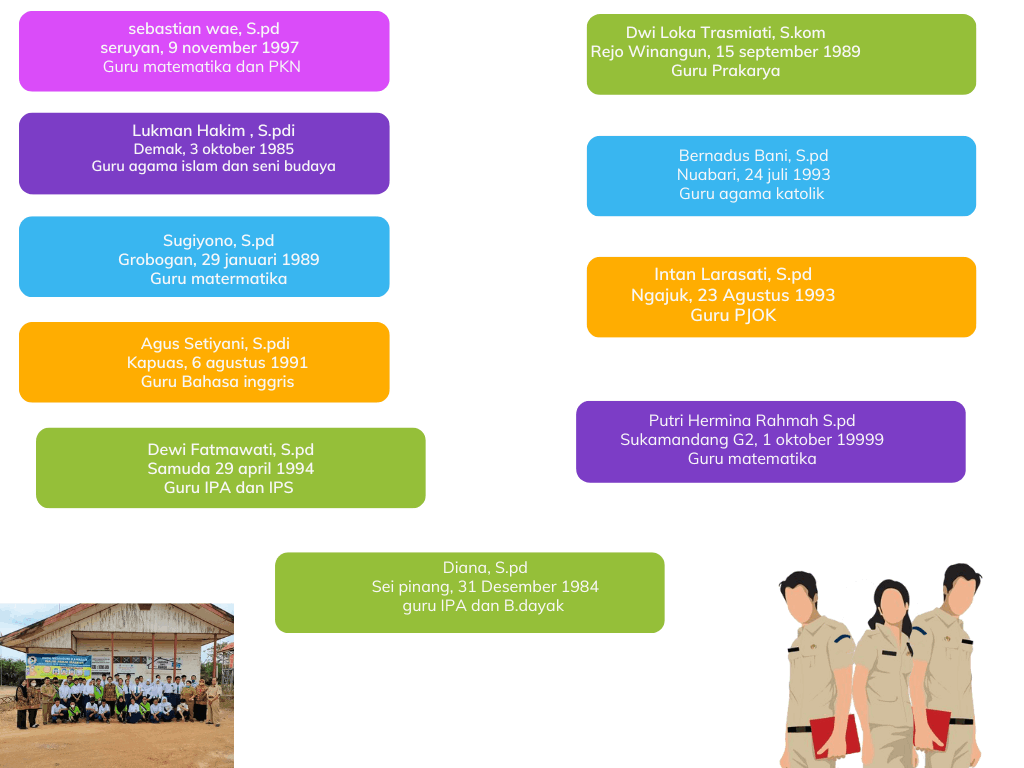 sebastian wae, S.pd
seruyan, 9 november 1997
Guru matematika dan PKN
Lukman Hakim , S.pdi
Demak, 3 oktober 1985
Guru agama islam dan seni budaya
Sugiyono, S.pd
Grobogan, 29 januari 1989
Guru matermatika
Agus Setiyani, S.pdi
Kapuas, 6 agustus 1991
Guru Bahasa inggris
Dewi Fatmawati, S.pd
Samuda 29 april 1994
Guru IPA dan IPS
Dwi Loka Trasmiati, S.kom
Rejo Winangun, 15 september 1989
Guru Prakarya
Bernadus Bani, S.pd
Nuabari, 24 juli 1993
Guru agama katolik
Intan Larasati, S.pd
Ngajuk, 23 Agustus 1993
Guru PJOK
Putri Hermina Rahmah S.pd
Sukamandang G2, 1 oktober 19999
Guru matematika
Diana, S.pd
Sei pinang, 31 Desember 1984
guru IPA dan B.dayak